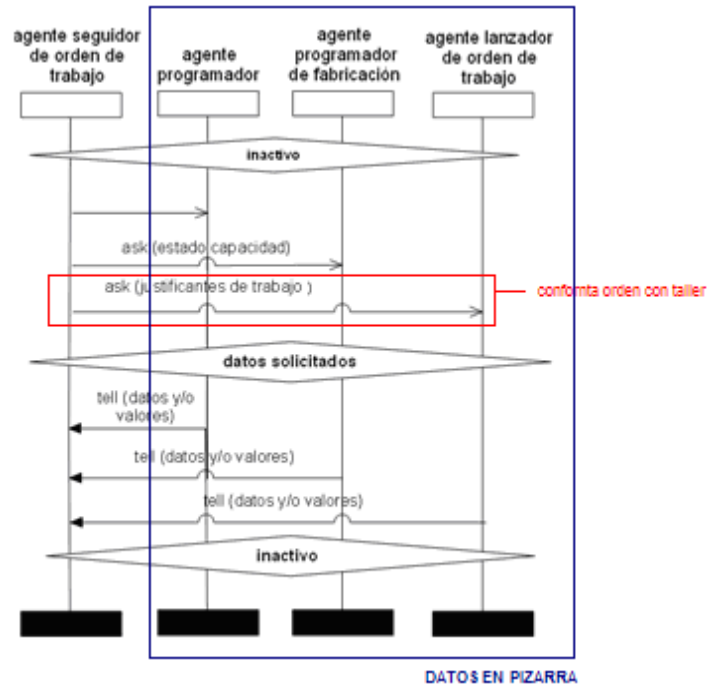 agente seguidor
de orden de
trabajo
agente
programador
agente
programador
de fabricación
agente lanzador
de orden de
trabajo
inactivo
ask (estado capacidad)
ask (justificantes de trabajo )
confornta orden con taller
datos solicitados
tell (datos y/o
valores)
tell (datos y/o valores)
tell (datos y/o valores)
inactivo
DATOS EN PIZARRA